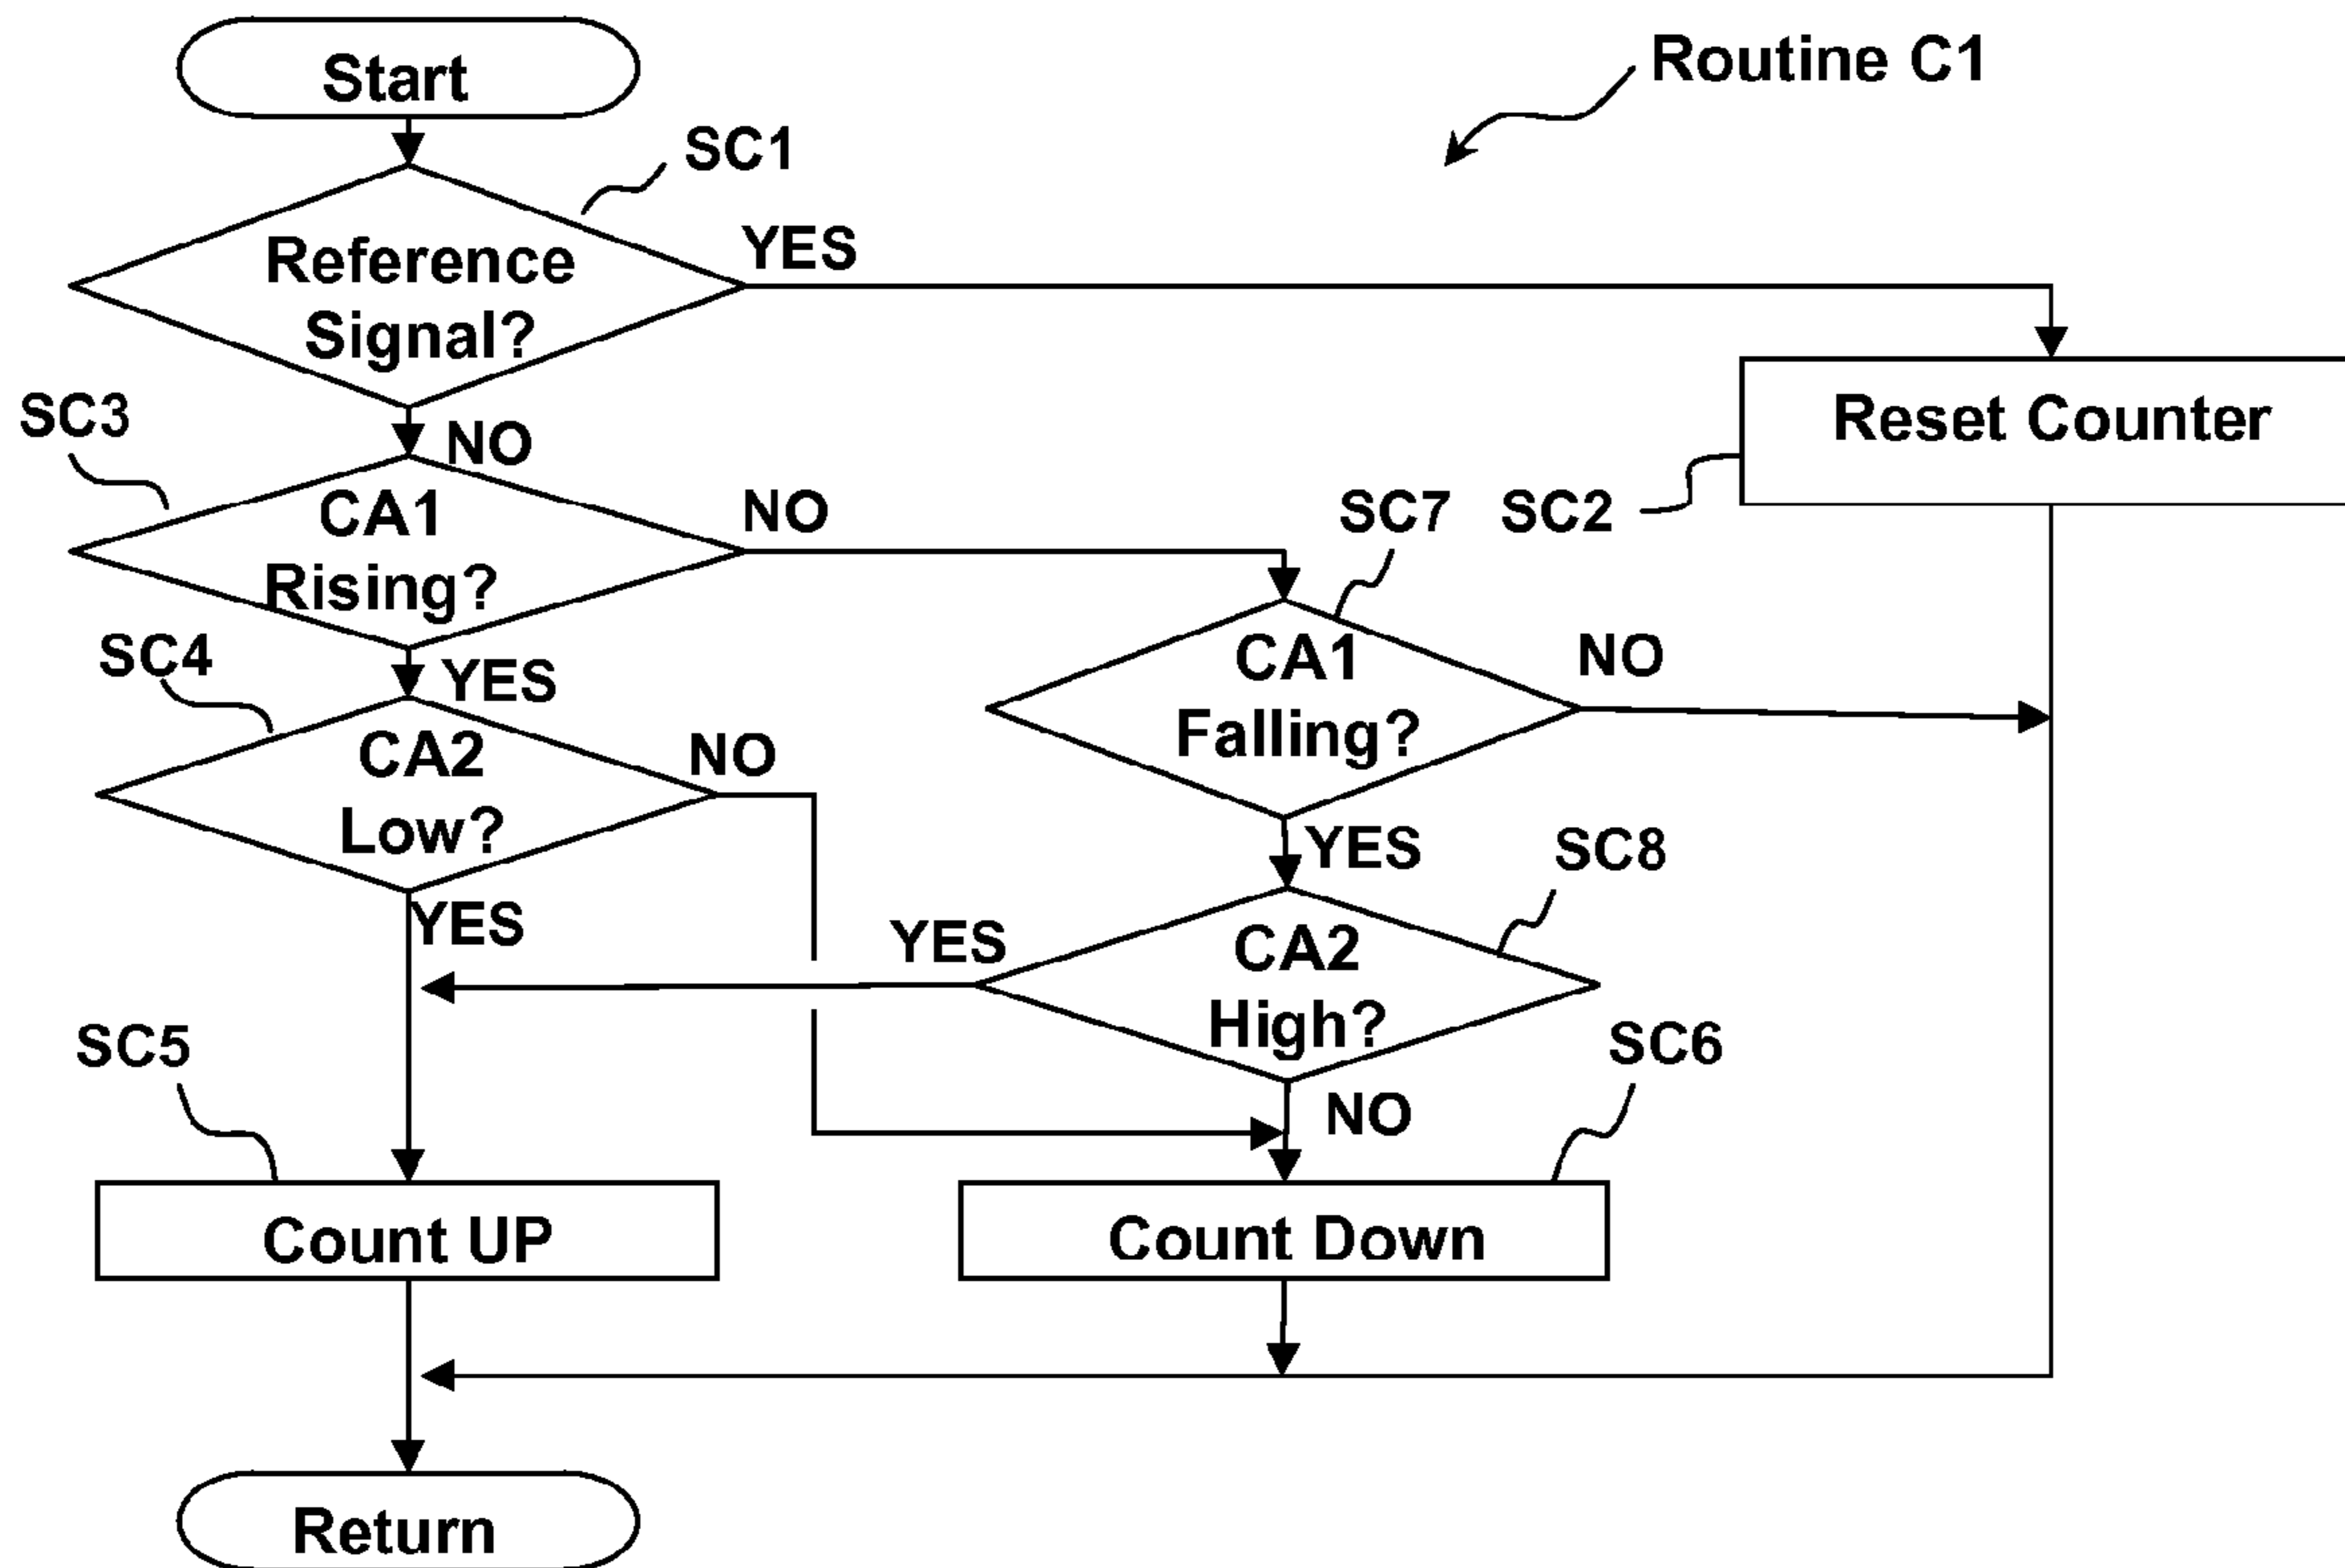 Start
Routine C1
SC1
Reference
Signal?
YES
SC3
NO
Reset Counter
CA1
Rising?
NO
SC7
SC2
SC4
YES
CA1
Falling?
NO
CA2
Low?
NO
YES
SC8
YES
YES
CA2
High?
SC5
SC6
NO
Count UP
Count Down
Return